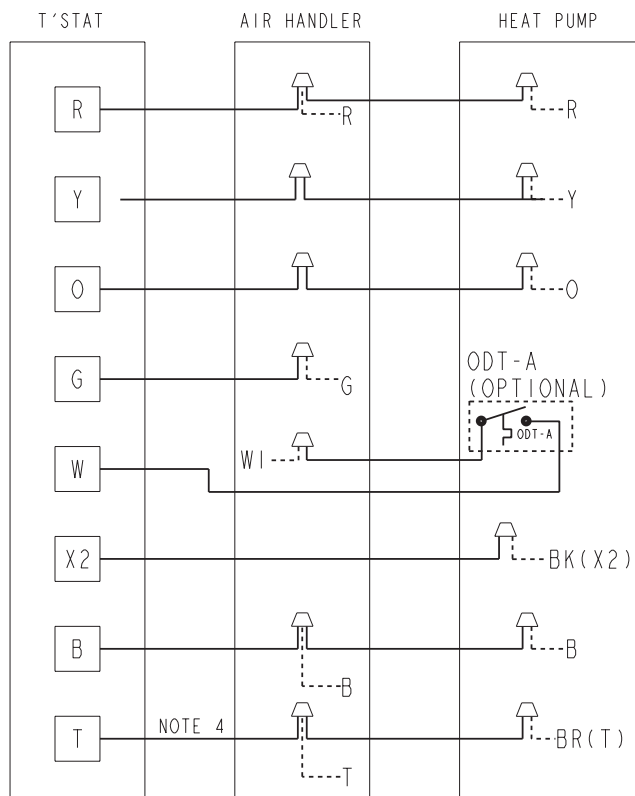 T'STAT AIR HANDLER HEAT PUMP
R R R
Y Y
O O
G G
ODT-A
(OPTIONAL)
ODT-A
W W1
X2 BK(X2)
B B B
T NOTE 4 T BR(T)